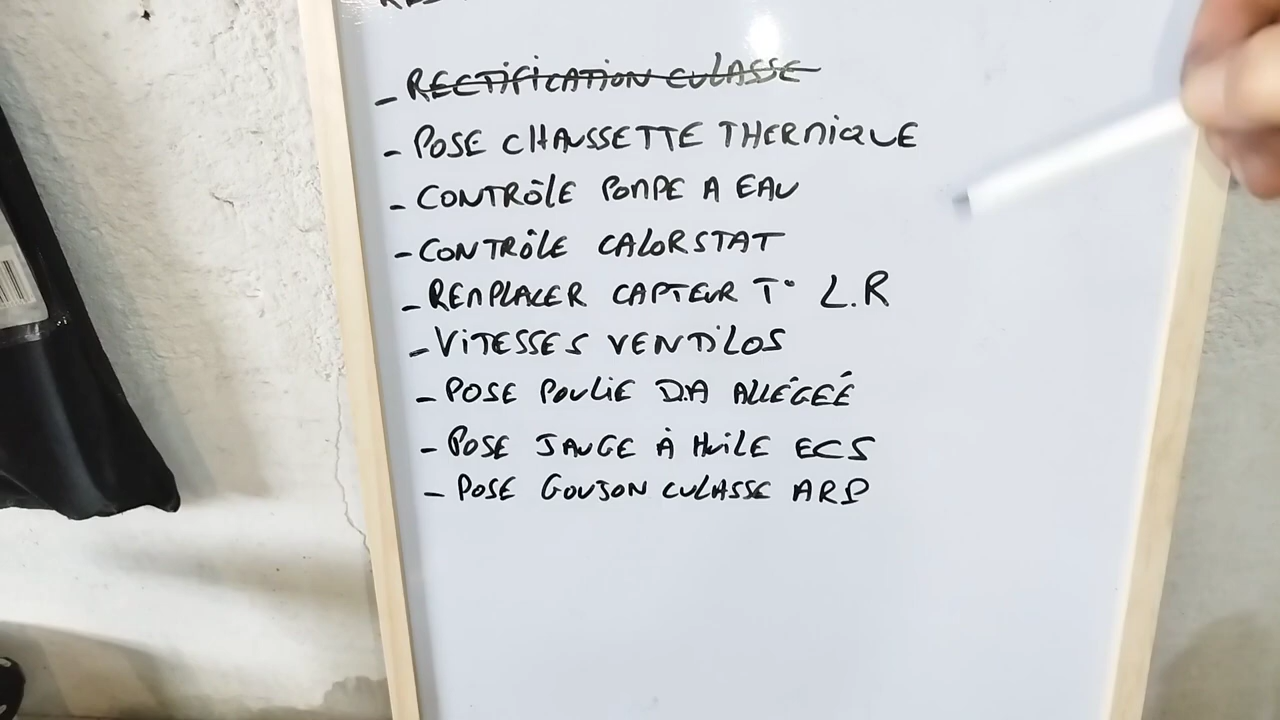 - RECTIFICATION CULASSE
- POSE CHAUSSETTE THERMIQUE
- CONTRÔLE POMPE A EAU
- CONTRÔLE CALORSTAT
- REMPLACER CAPTEUR T° L.R
- VITESSES VENTILOS
- POSE POULIE D.A ALLÉGÉÉ
- POSE JAUGE À HUILE ECS
- POSE GOUJON CULASSE ARP